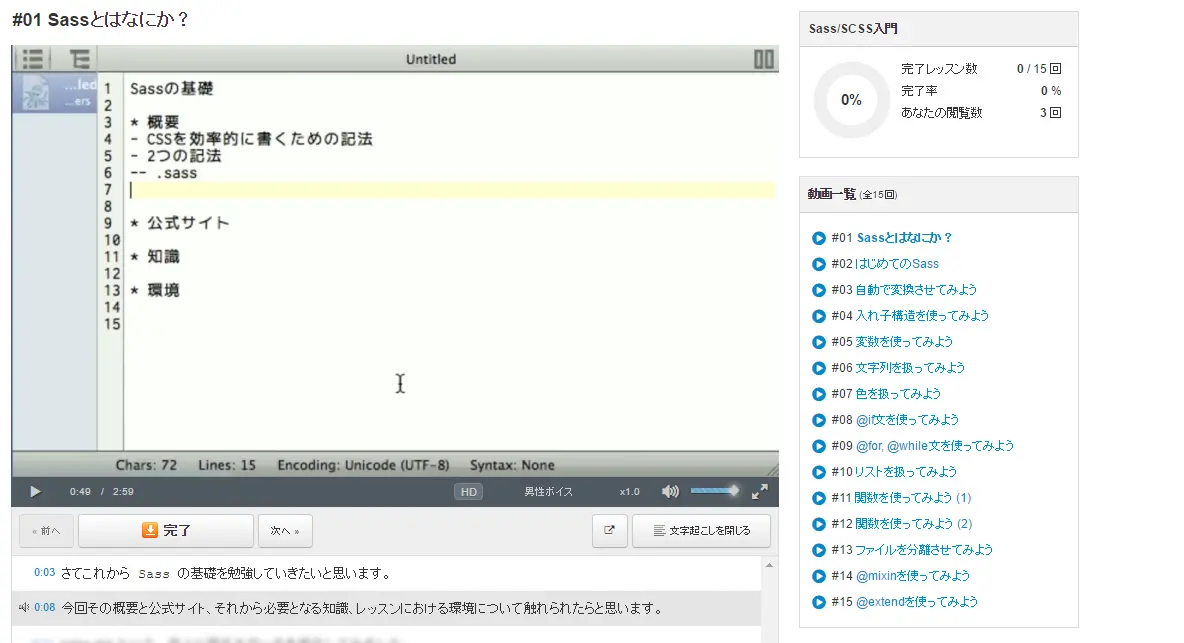 #01 Sassとはなにか？
Untitled
...led
...ers
1 Sassの基礎
2
3 * 概要
4 - CSSを効率的に書くための記法
5 - 2つの記法
6 -- .sass
7
8
9 * 公式サイト
10
11 * 知識
12
13 * 環境
14
15
Chars: 72 Lines: 15 Encoding: Unicode (UTF-8) Syntax: None
0:49 / 2:59 HD 男性ボイス x1.0
« 前へ 完了 次へ » 文字起こしを閉じる
0:03 さてこれから Sass の基礎を勉強していきたいと思います。
0:08 今回その概要と公式サイト、それから必要となる知識、レッスンにおける環境について触れられたらと思います。
Sass/SCSS入門
0%
完了レッスン数 0 / 15 回
完了率 0 %
あなたの閲覧数 3 回
動画一覧 (全15回)
#01 Sassとはなにか？
#02 はじめてのSass
#03 自動で変換させてみよう
#04 入れ子構造を使ってみよう
#05 変数を使ってみよう
#06 文字列を扱ってみよう
#07 色を扱ってみよう
#08 @if文を使ってみよう
#09 @for, @while文を使ってみよう
#10 リストを扱ってみよう
#11 関数を使ってみよう (1)
#12 関数を使ってみよう (2)
#13 ファイルを分離させてみよう
#14 @mixinを使ってみよう
#15 @extendを使ってみよう